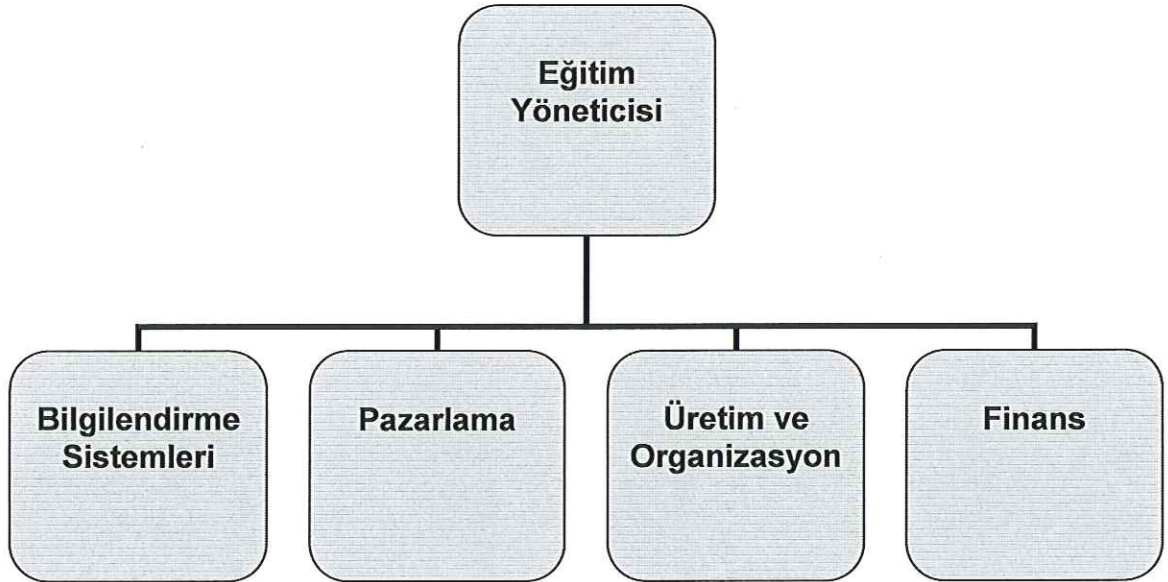 Eğitim
Yöneticisi
Bilgilendirme
Sistemleri
Pazarlama
Üretim ve
Organizasyon
Finans